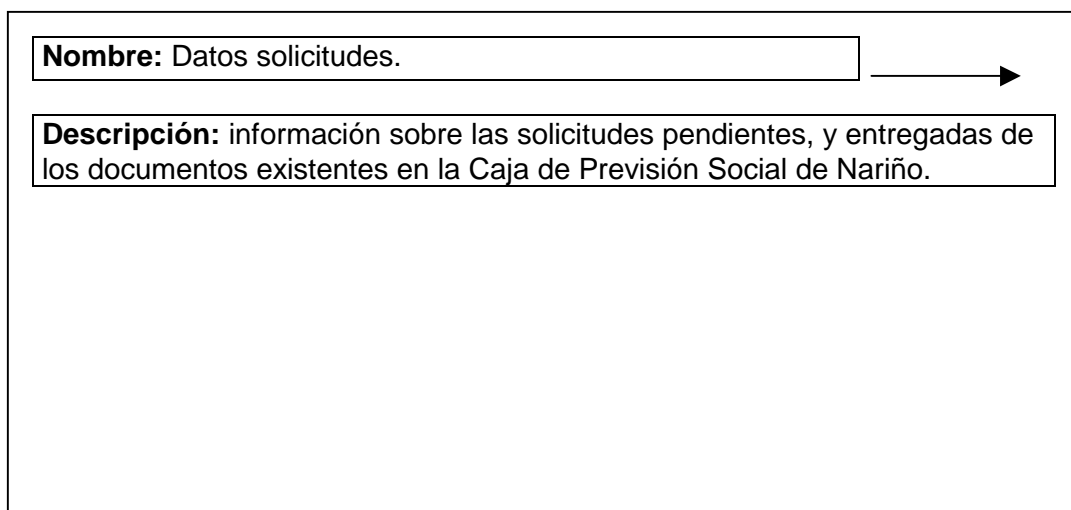 Nombre: Datos solicitudes.
Descripción: información sobre las solicitudes pendientes, y entregadas de
los documentos existentes en la Caja de Previsión Social de Nariño.